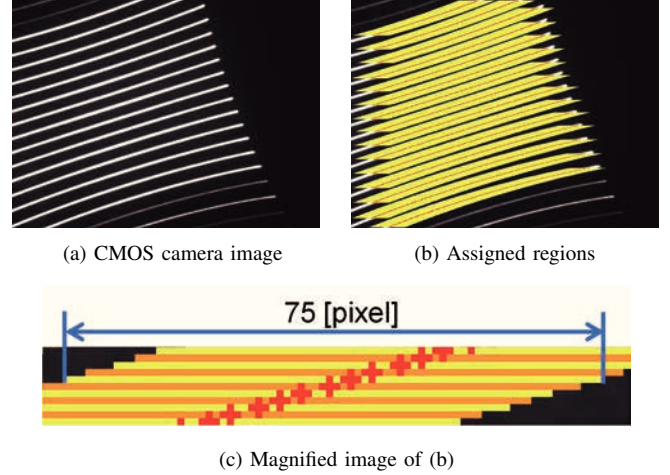 (a) CMOS camera image
(b) Assigned regions
75 [pixel]
(c) Magnified image of (b)